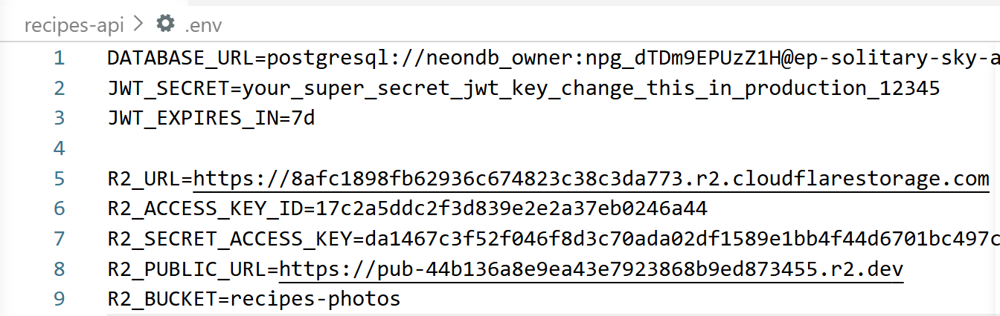 recipes-api > .env
1 DATABASE_URL=postgresql://neondb_owner:npg_dTDm9EPUzZ1H@ep-solitary-sky-a
2 JWT_SECRET=your_super_secret_jwt_key_change_this_in_production_12345
3 JWT_EXPIRES_IN=7d
4
5 R2_URL=https://8afc1898fb62936c674823c38c3da773.r2.cloudflarestorage.com
6 R2_ACCESS_KEY_ID=17c2a5ddc2f3d839e2e2a37eb0246a44
7 R2_SECRET_ACCESS_KEY=da1467c3f52f046f8d3c70ada02df1589e1bb4f44d6701bc497c
8 R2_PUBLIC_URL=https://pub-44b136a8e9ea43e7923868b9ed873455.r2.dev
9 R2_BUCKET=recipes-photos